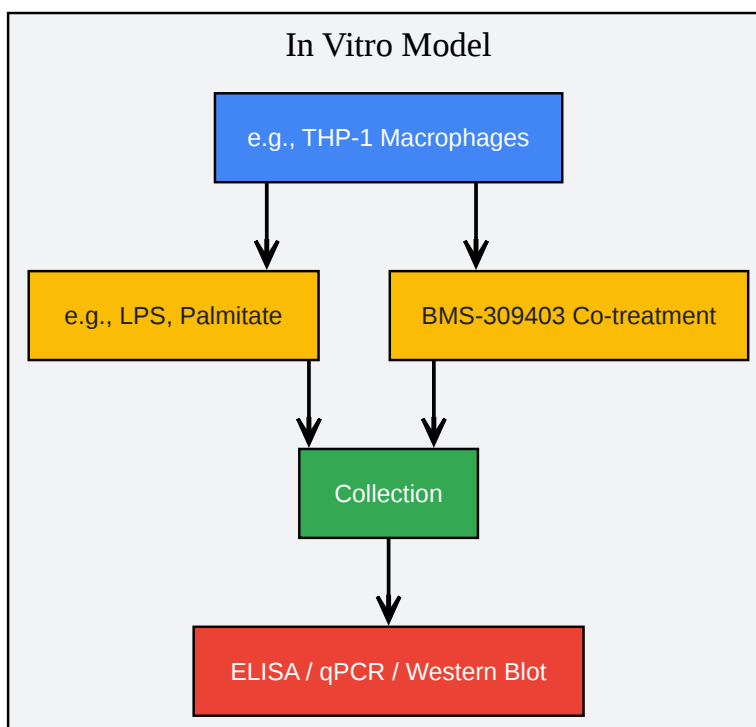 In Vitro Model
e.g., THP-1 Macrophages
e.g., LPS, Palmitate
BMS-309403 Co-treatment
Collection
ELISA / qPCR / Western Blot